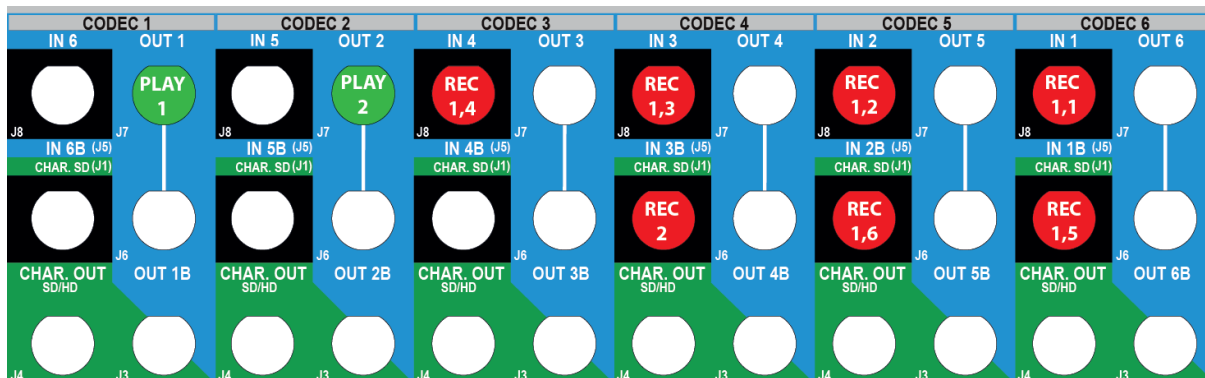 CODEC 1 CODEC 2 CODEC 3 CODEC 4 CODEC 5 CODEC 6
IN 6 OUT 1 IN 5 OUT 2 IN 4 OUT 3 IN 3 OUT 4 IN 2 OUT 5 IN 1 OUT 6
PLAY PLAY REC REC REC REC
1 2 1,4 1,3 1,2 1,1
J8 J7 J8 J7 J8 J7 J8 J7 J8 J7 J8 J7
IN 6B (J5) IN 5B (J5) IN 4B (J5) IN 3B (J5) IN 2B (J5) IN 1B (J5)
CHAR. SD (J1) CHAR. SD (J1) CHAR. SD (J1) CHAR. SD (J1) CHAR. SD (J1) CHAR. SD (J1)
REC REC REC
2 1,6 1,5
J6 J6 J6 J6 J6 J6
CHAR. OUT OUT 1B CHAR. OUT OUT 2B CHAR. OUT OUT 3B CHAR. OUT OUT 4B CHAR. OUT OUT 5B CHAR. OUT OUT 6B
SD/HD SD/HD SD/HD SD/HD SD/HD SD/HD
J4 J3 J4 J3 J4 J3 J4 J3 J4 J3 J4 J3